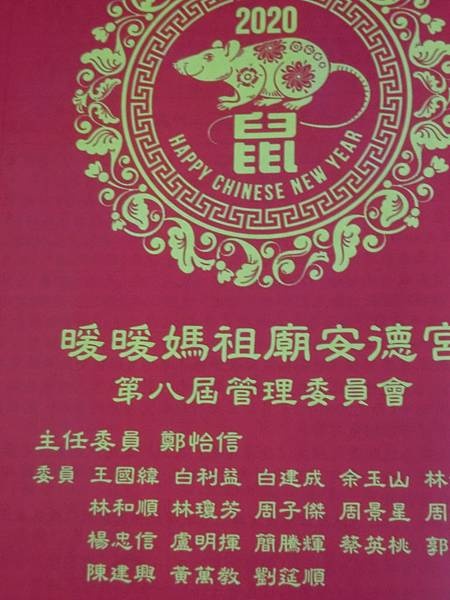 2020
鼠
HAPPY CHINESE NEW YEAR
暖暖媽祖廟安德宮
第八屆管理委員會
主任委員 鄭怡信
委員 王國緯 白利益 白建成 余玉山 林
林和順 林瓊芳 周子傑 周景星 周
楊忠信 盧明揮 簡騰輝 蔡英桃 郭
陳建興 黃萬教 劉莛順